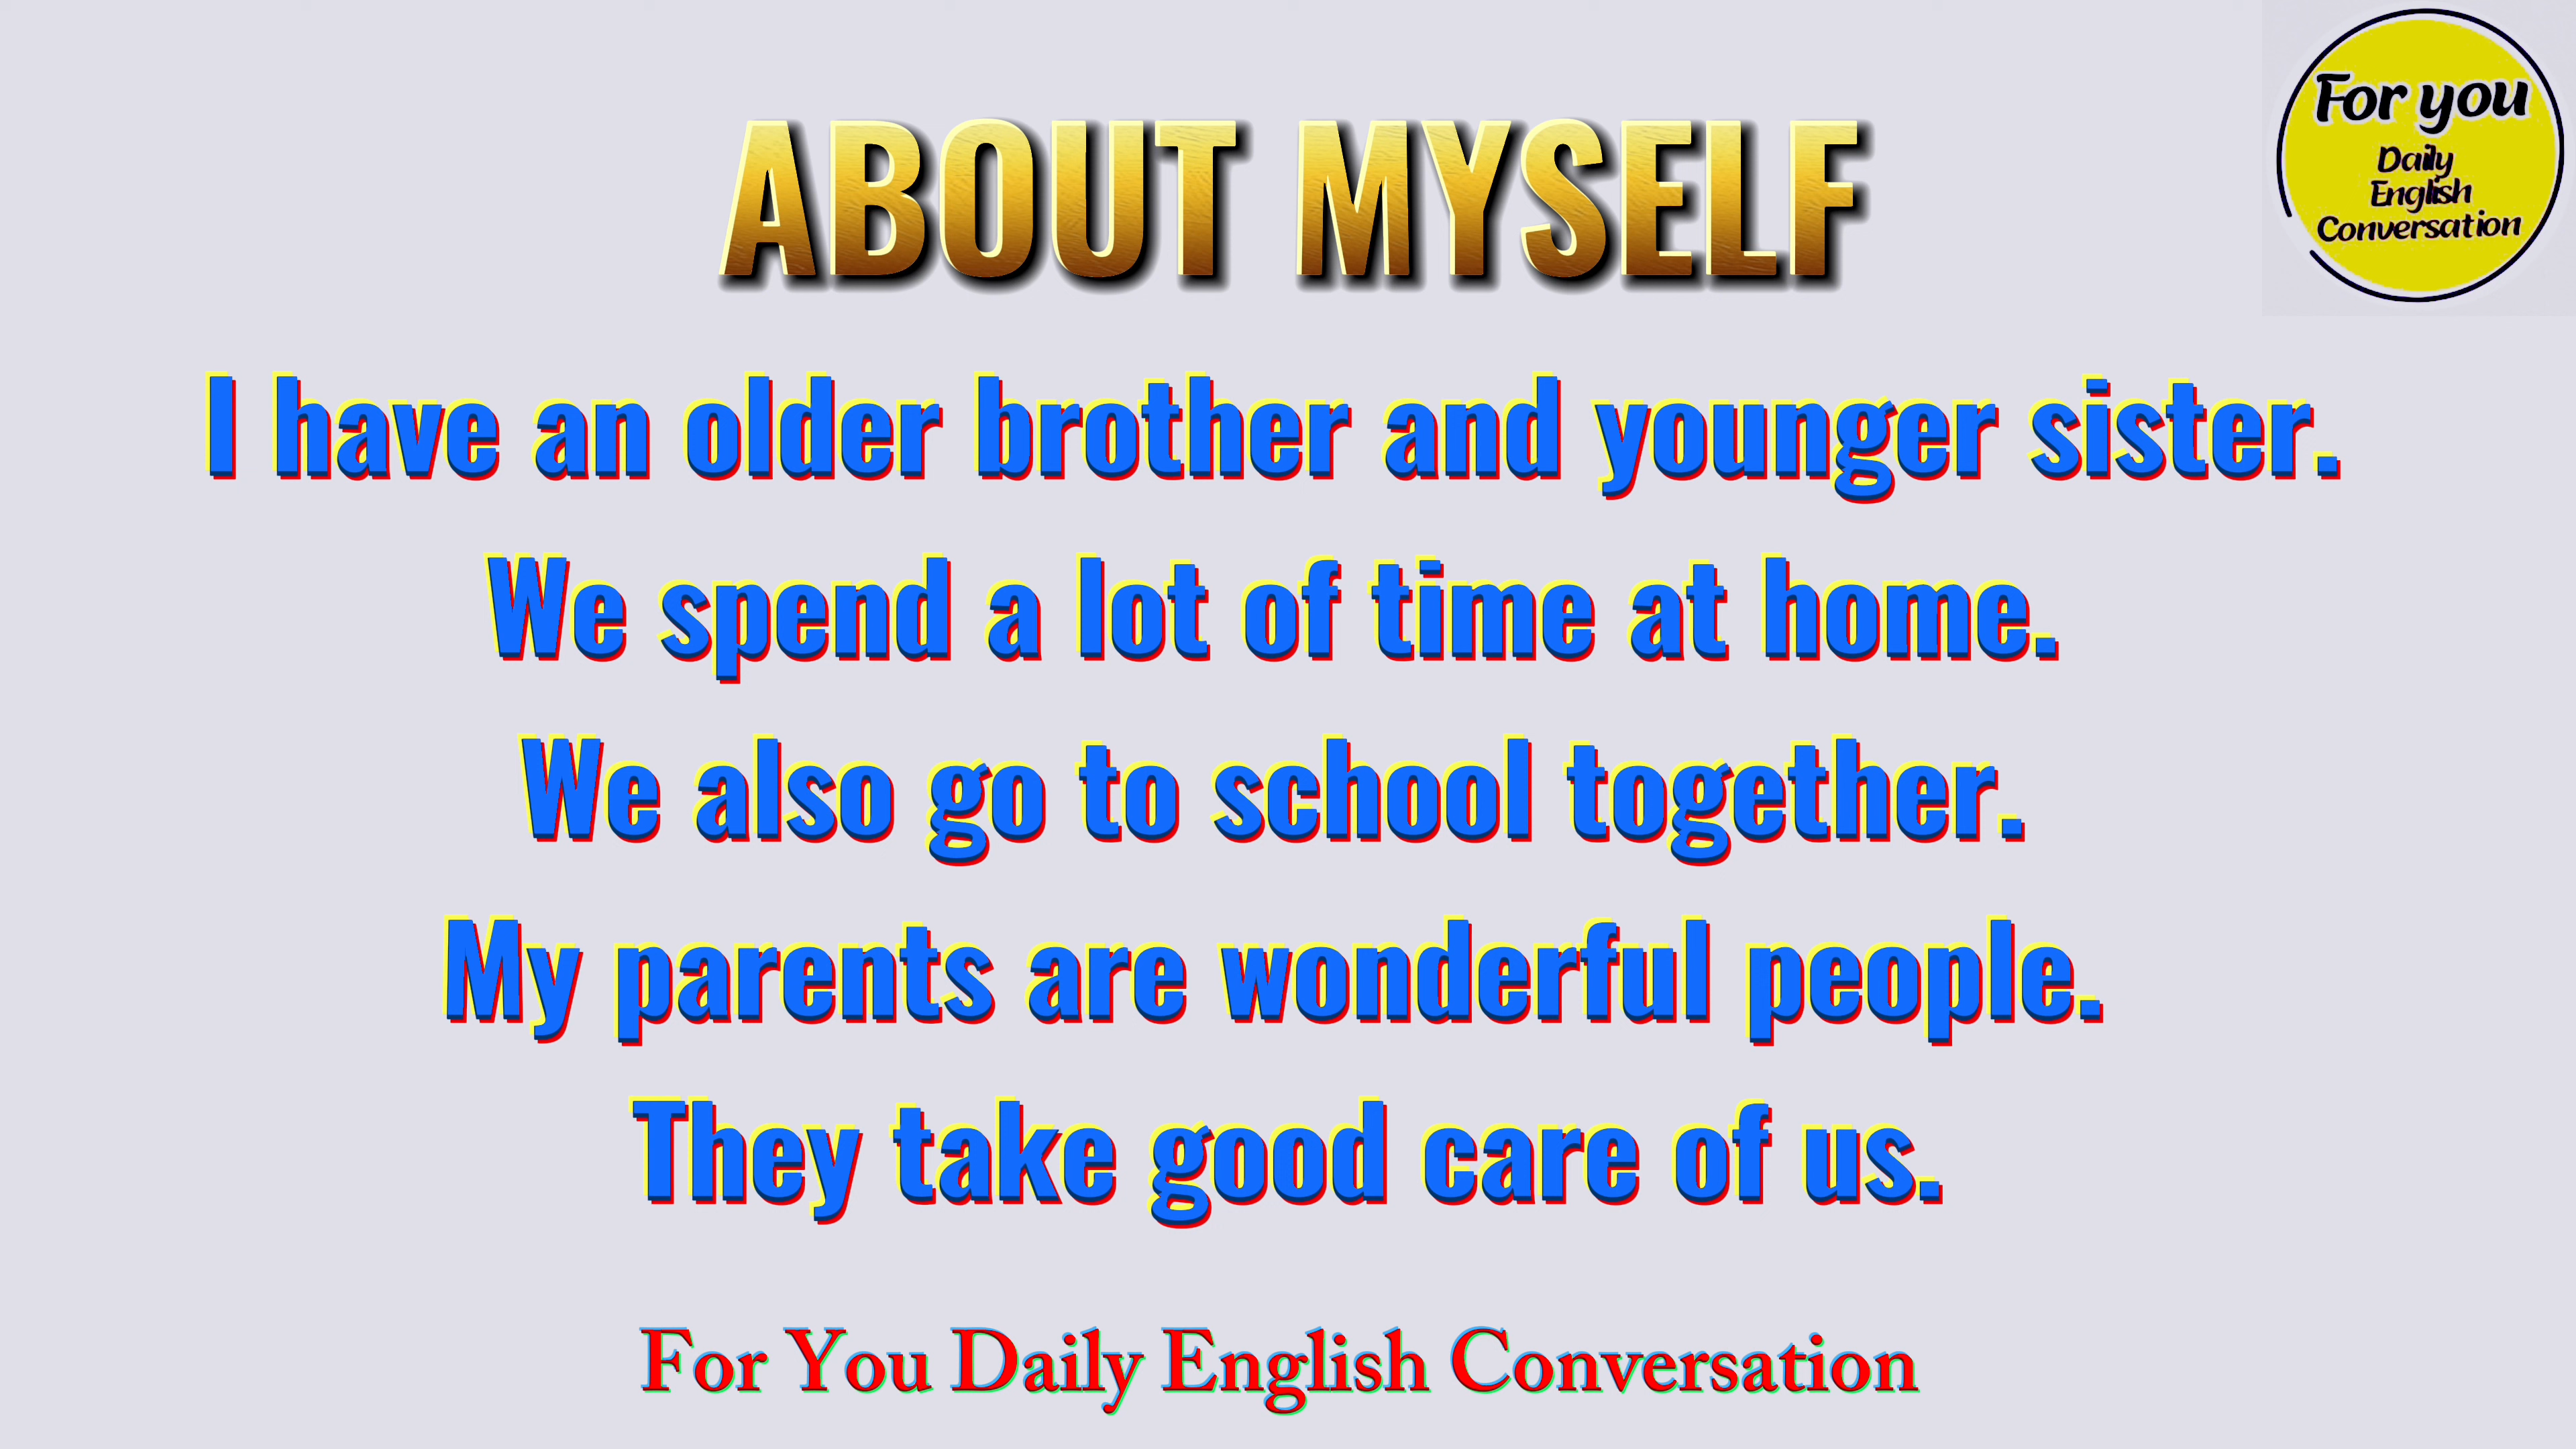 For you
Daily
English
Conversation
ABOUT MYSELF
I have an older brother and younger sister.
We spend a lot of time at home.
We also go to school together.
My parents are wonderful people.
They take good care of us.
For You Daily English Conversation